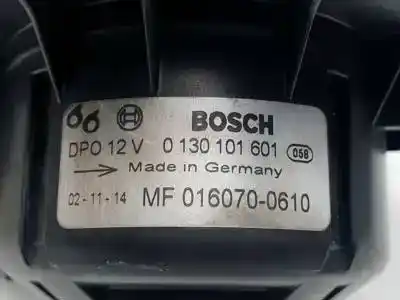 66 BOSCH
DPO 12 V 0 130 101 601 058
Made in Germany
02-11-14 MF 016070-0610